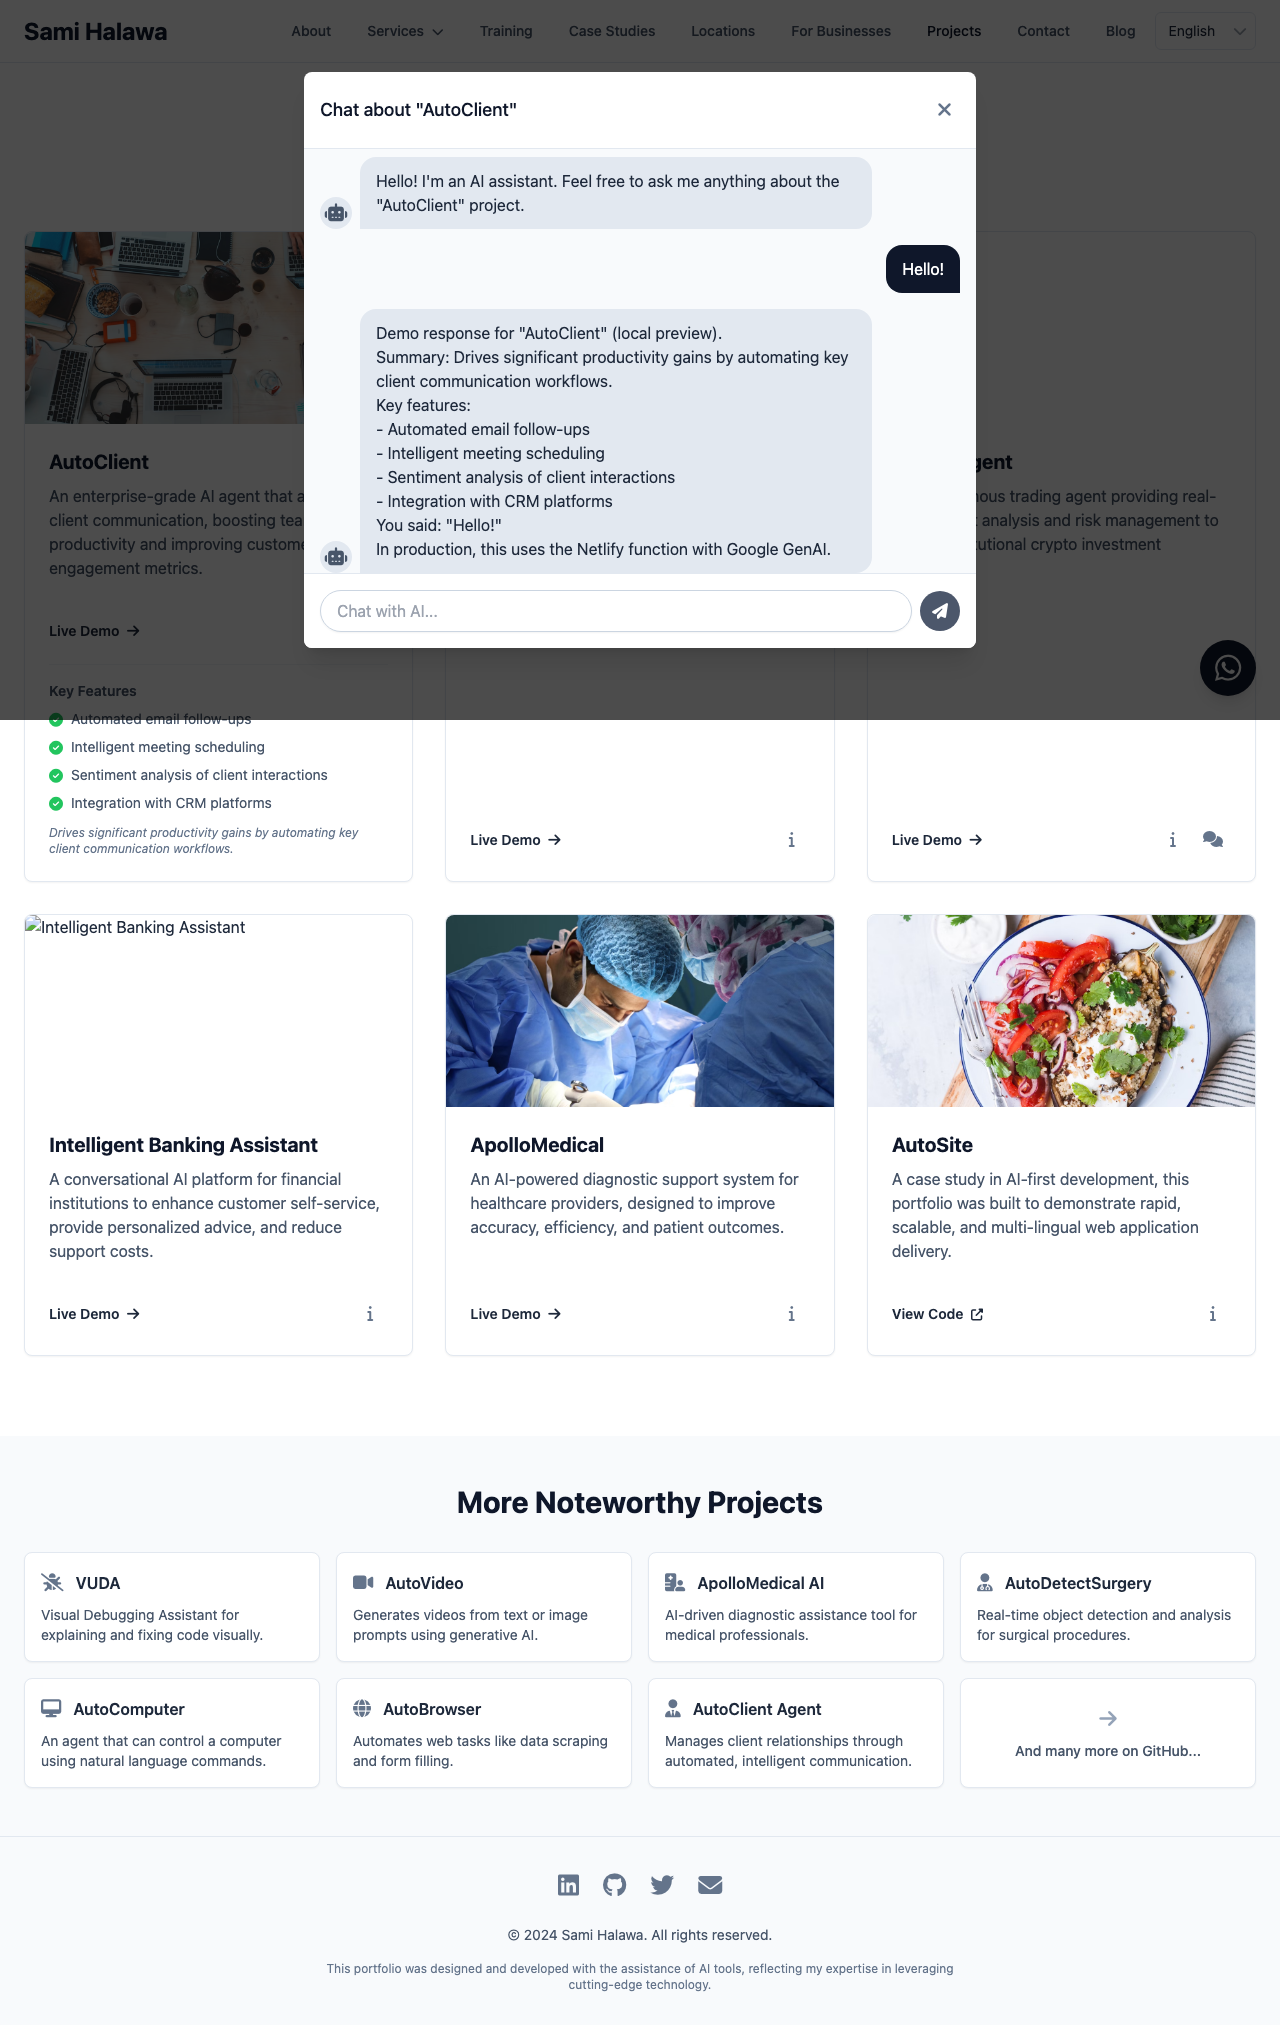 Sami Halawa
About
Services
Training
Case Studies
Locations
For Businesses
Projects
Contact
Blog
English
Chat about "AutoClient"
Hello! I'm an AI assistant. Feel free to ask me anything about the
"AutoClient" project.
Hello!
Demo response for "AutoClient" (local preview).
Summary: Drives significant productivity gains by automating key
client communication workflows.
Key features:
- Automated email follow-ups
- Intelligent meeting scheduling
- Sentiment analysis of client interactions
- Integration with CRM platforms
You said: "Hello!"
In production, this uses the Netlify function with Google GenAI.
Chat with AI...
AutoClient
An enterprise-grade AI agent that a
client communication, boosting tea
productivity and improving custome
engagement metrics.
Live Demo
Key Features
Automated email follow-ups
Intelligent meeting scheduling
Sentiment analysis of client interactions
Integration with CRM platforms
Drives significant productivity gains by automating key
client communication workflows.
Live Demo
gent
nous trading agent providing real-
analysis and risk management to
tutional crypto investment
Live Demo
Intelligent Banking Assistant
Intelligent Banking Assistant
A conversational AI platform for financial
institutions to enhance customer self-service,
provide personalized advice, and reduce
support costs.
Live Demo
ApolloMedical
An AI-powered diagnostic support system for
healthcare providers, designed to improve
accuracy, efficiency, and patient outcomes.
Live Demo
AutoSite
A case study in AI-first development, this
portfolio was built to demonstrate rapid,
scalable, and multi-lingual web application
delivery.
View Code
More Noteworthy Projects
VUDA
Visual Debugging Assistant for
explaining and fixing code visually.
AutoVideo
Generates videos from text or image
prompts using generative AI.
ApolloMedical AI
AI-driven diagnostic assistance tool for
medical professionals.
AutoDetectSurgery
Real-time object detection and analysis
for surgical procedures.
AutoComputer
An agent that can control a computer
using natural language commands.
AutoBrowser
Automates web tasks like data scraping
and form filling.
AutoClient Agent
Manages client relationships through
automated, intelligent communication.
And many more on GitHub...
© 2024 Sami Halawa. All rights reserved.
This portfolio was designed and developed with the assistance of AI tools, reflecting my expertise in leveraging
cutting-edge technology.